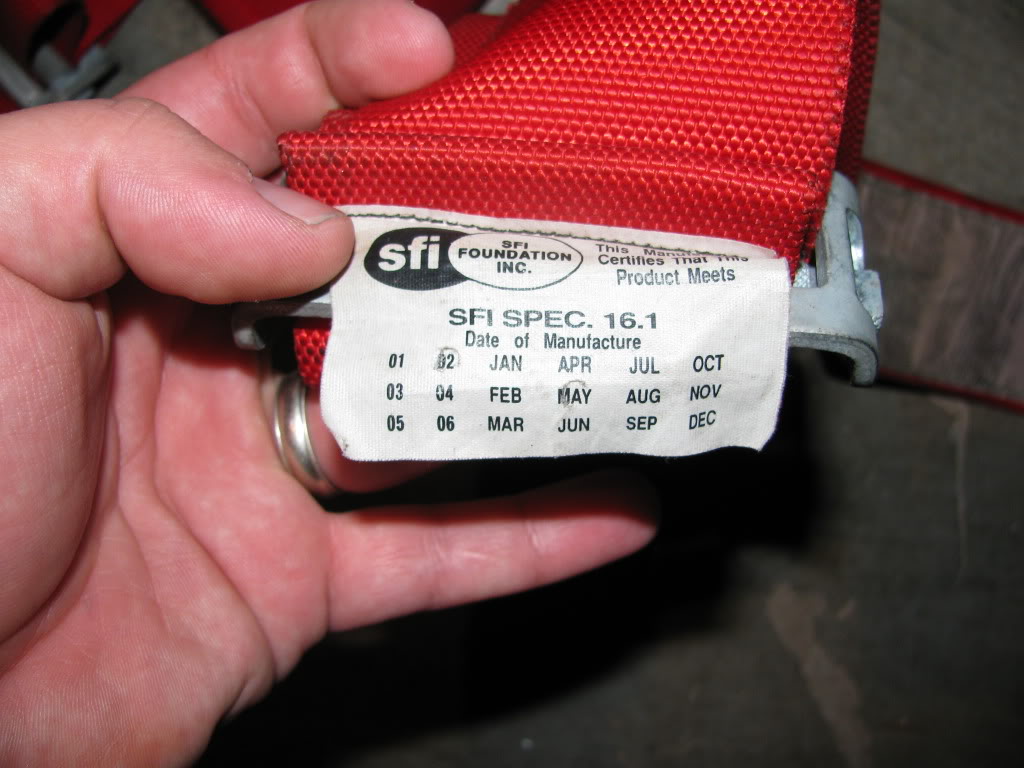 sfi
SFI
FOUNDATION
INC.
This
Certifies That This
Product Meets
SFI SPEC. 16.1
Date of Manufacture
01 02 JAN APR JUL OCT
03 04 FEB MAY AUG NOV
05 06 MAR JUN SEP DEC